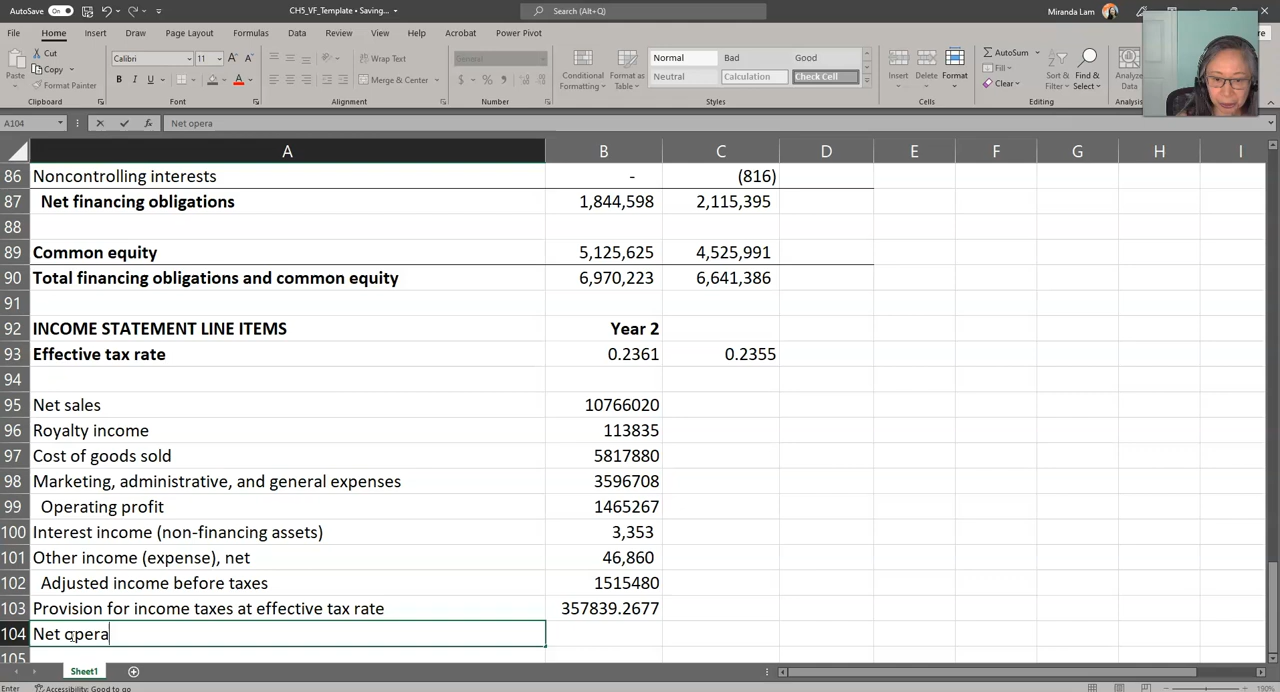 AutoSave On CH5_VF_Template • Saving... Search (Alt+Q) Miranda Lam
File Home Insert Draw Page Layout Formulas Data Review View Help Acrobat Power Pivot
Paste Cut Copy Format Painter Calibri 11 B I U Wrap Text Merge & Center General $ % Conditional Formatting Format as Table Normal Bad Good Neutral Calculation Check Cell Insert Delete Format AutoSum Fill Clear Sort & Filter Find & Select Analyze Data
Clipboard Font Alignment Number Styles Cells Editing Analysis
A104 fx Net opera
A B C D E F G H I
86 Noncontrolling interests - (816)
87 Net financing obligations 1,844,598 2,115,395
88
89 Common equity 5,125,625 4,525,991
90 Total financing obligations and common equity 6,970,223 6,641,386
91
92 INCOME STATEMENT LINE ITEMS Year 2
93 Effective tax rate 0.2361 0.2355
94
95 Net sales 10766020
96 Royalty income 113835
97 Cost of goods sold 5817880
98 Marketing, administrative, and general expenses 3596708
99 Operating profit 1465267
100 Interest income (non-financing assets) 3,353
101 Other income (expense), net 46,860
102 Adjusted income before taxes 1515480
103 Provision for income taxes at effective tax rate 357839.2677
104 Net opera
105
Sheet1
Enter Accessibility: Good to go 190%